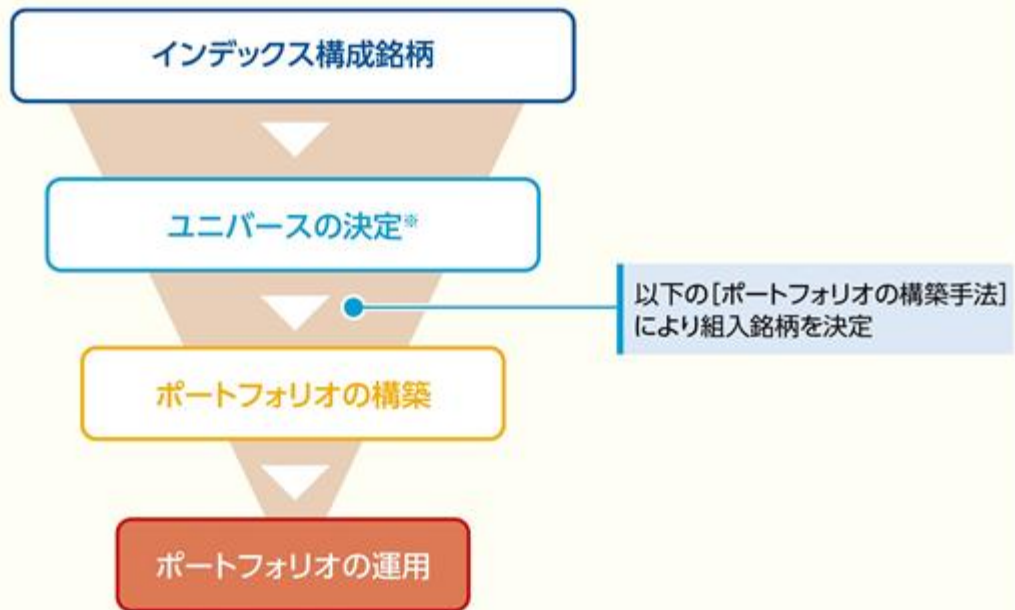 インデックス構成銘柄
ユニバースの決定※
以下の[ポートフォリオの構築手法]
により組入銘柄を決定
ポートフォリオの構築
ポートフォリオの運用